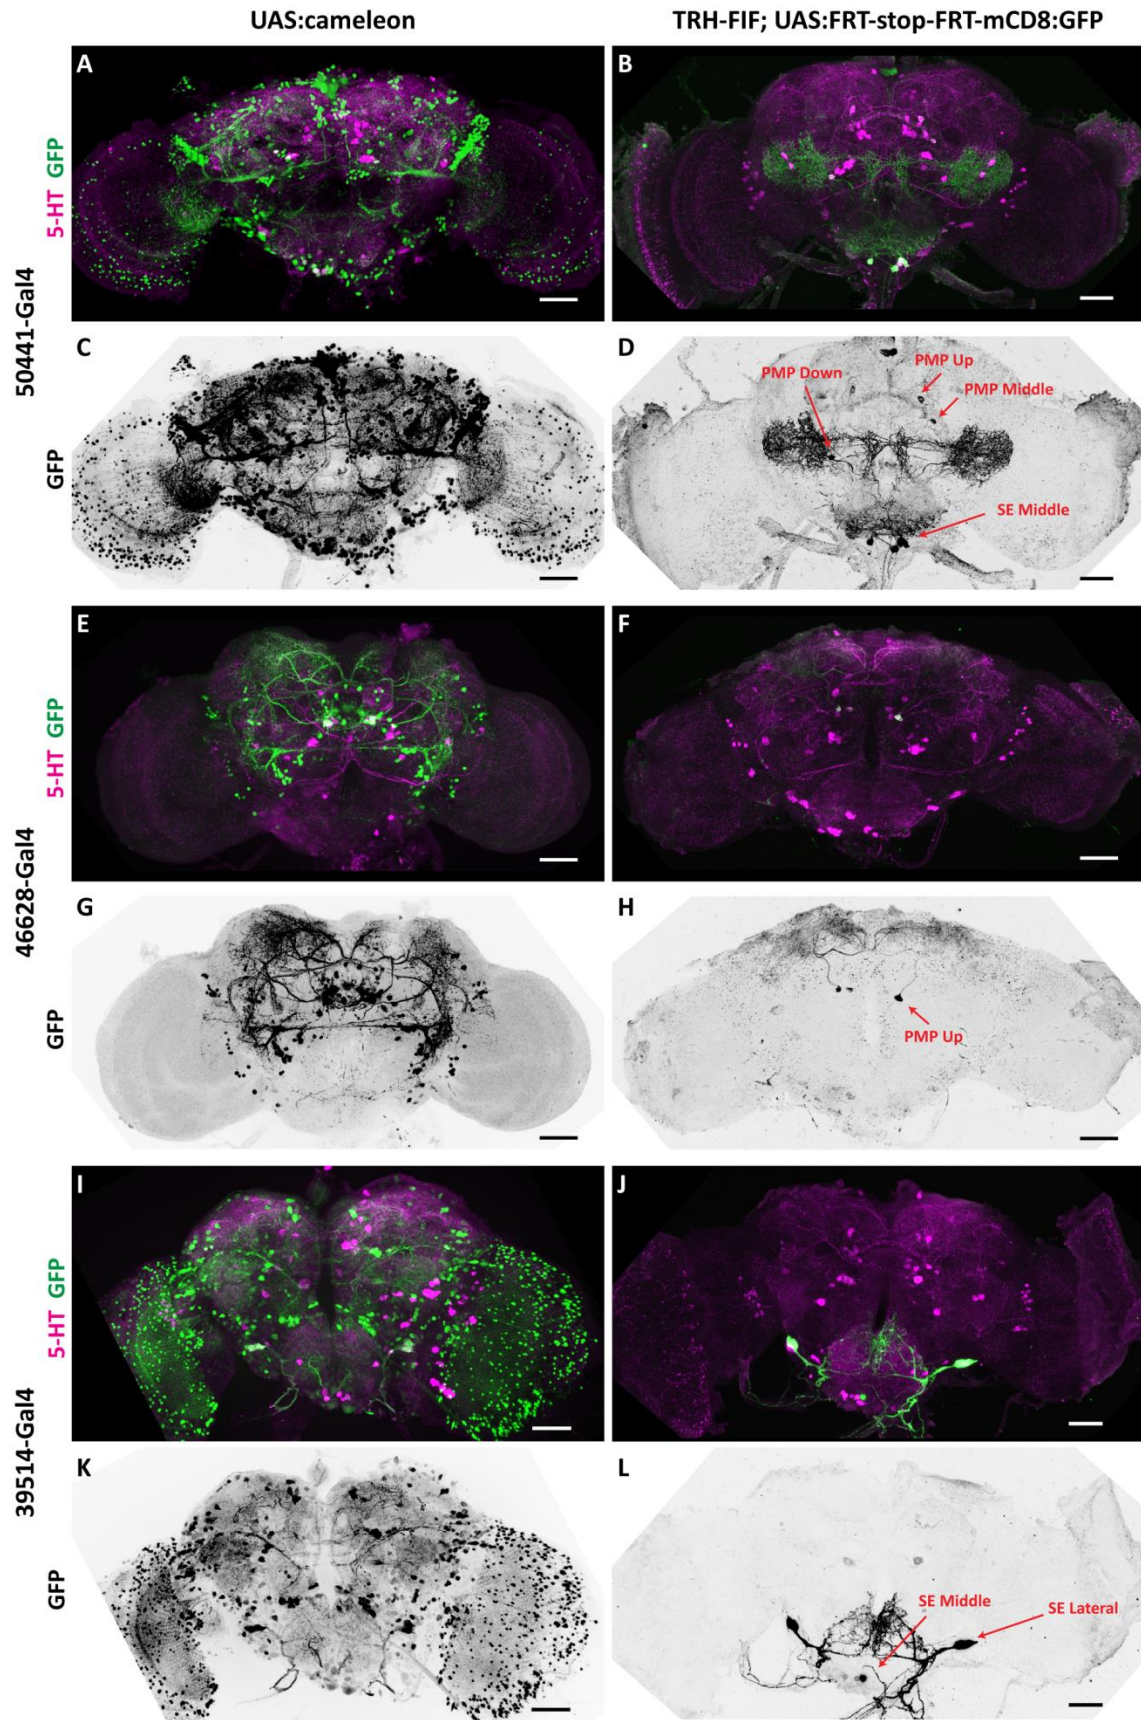 UAS:cameleon
TRH-FIF; UAS:FRT-stop-FRT-mCD8:GFP
50441-Gal4
5-HT GFP
A
B
GFP
C
D
PMP Down
PMP Up
PMP Middle
SE Middle
46628-Gal4
5-HT GFP
E
F
GFP
G
H
PMP Up
39514-Gal4
5-HT GFP
I
J
GFP
K
L
SE Middle
SE Lateral